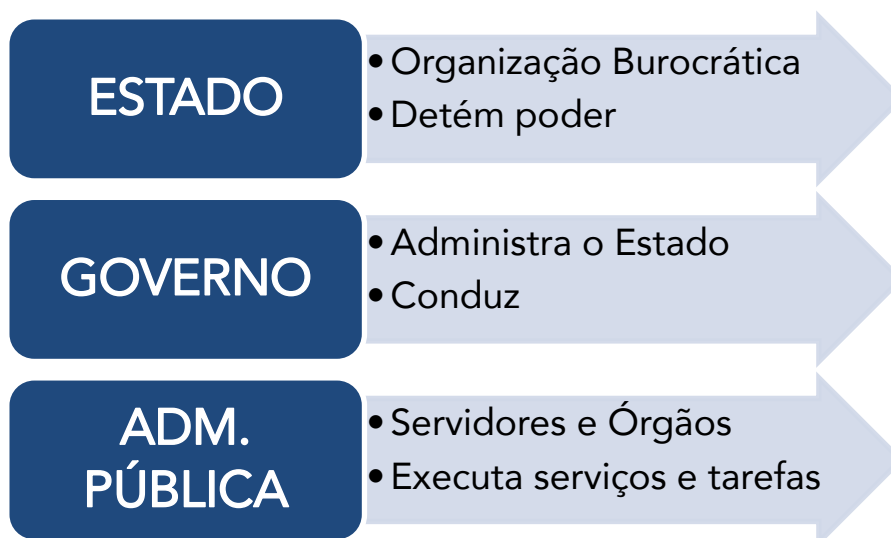 ESTADO
• Organização Burocrática
• Detém poder
GOVERNO
• Administra o Estado
• Conduz
ADM.
PÚBLICA
• Servidores e Órgãos
• Executa serviços e tarefas